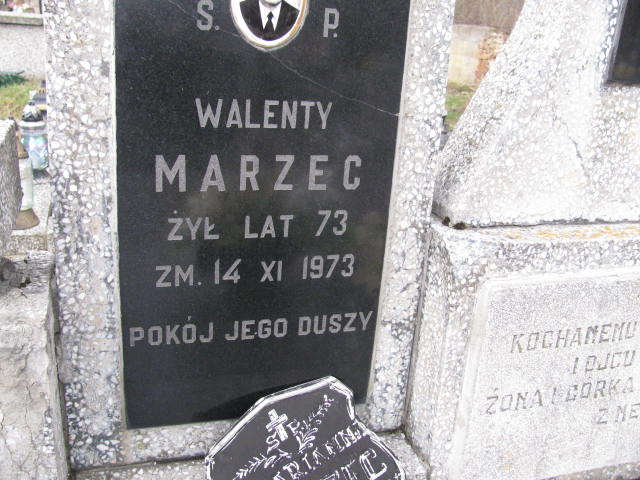 Ś. P.
WALENTY
MARZEC
ŻYŁ LAT 73
ZM. 14 XI 1973
POKÓJ JEGO DUSZY
KOCHANEMU
I OJCU
ŻONA I CÓRKA
Z
Ś P